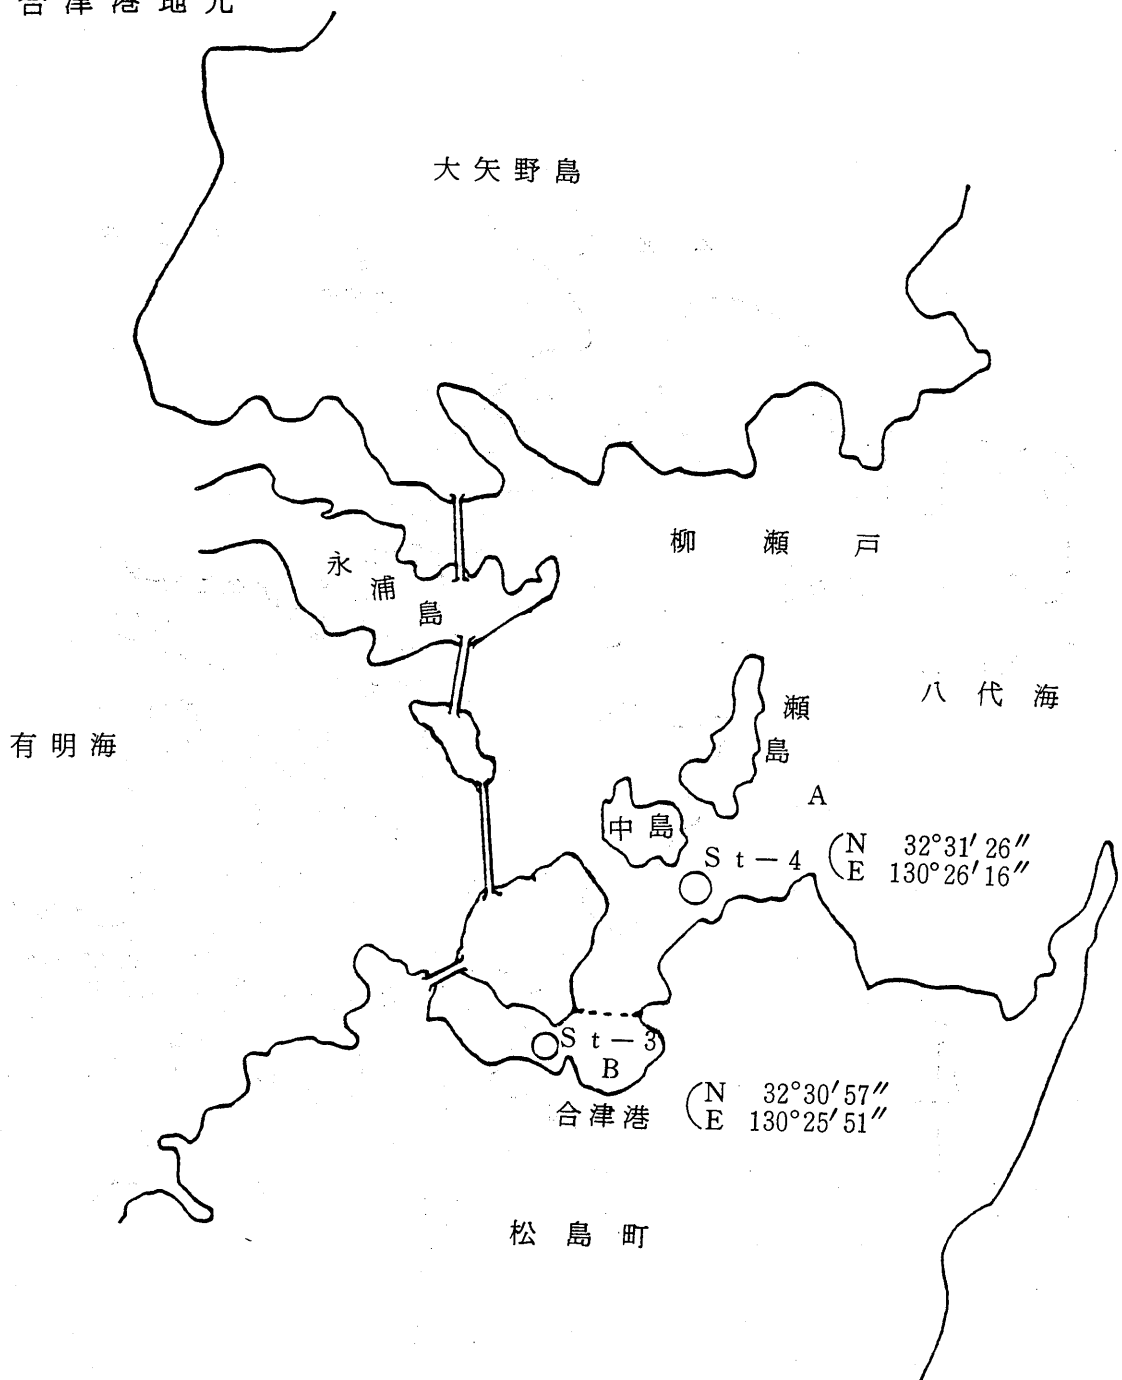 合津港地先
大矢野島
柳瀬戸
永浦島
八代海
瀬島
有明海
A
中島
St－4
N 32°31′26″
E 130°26′16″
St－3
B
N 32°30′57″
E 130°25′51″
合津港
松島町